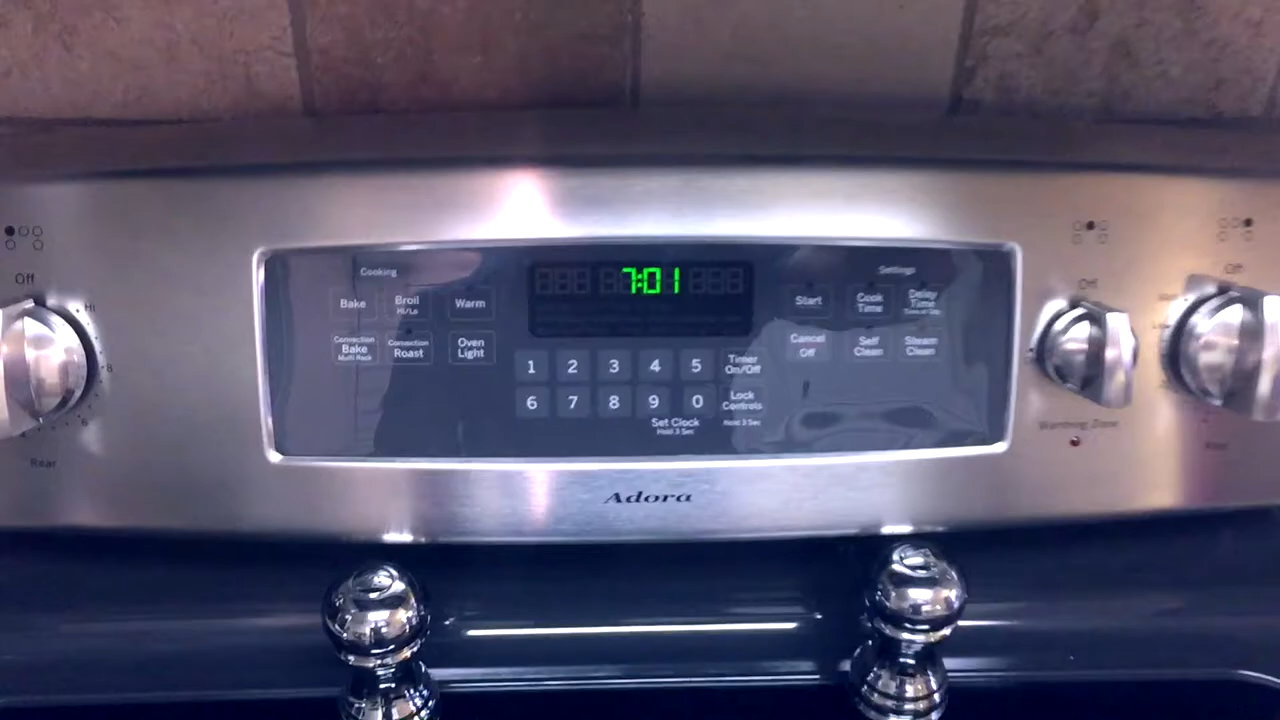 Cooking
7:01
Settings
Bake
Broil
Hi/Lo
Warm
Start
Cook
Time
Delay
Time
Off
Off
Off
Hi
8
6
Rear
Convection
Bake
Multi Rack
Convection
Roast
Oven
Light
1 2 3 4 5
Timer
On/Off
Cancel
Off
Self
Clean
Steam
Clean
6 7 8 9 0
Lock
Controls
Hold 3 Sec
Set Clock
Hold 3 Sec
Warming Zone
Adora